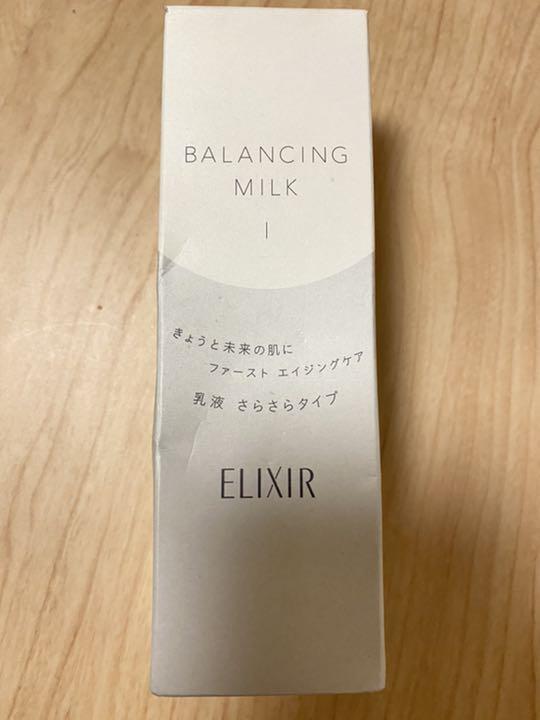 BALANCING
MILK
I
きょうと未来の肌に
ファースト エイジングケア
乳液 さらさらタイプ
ELIXIR